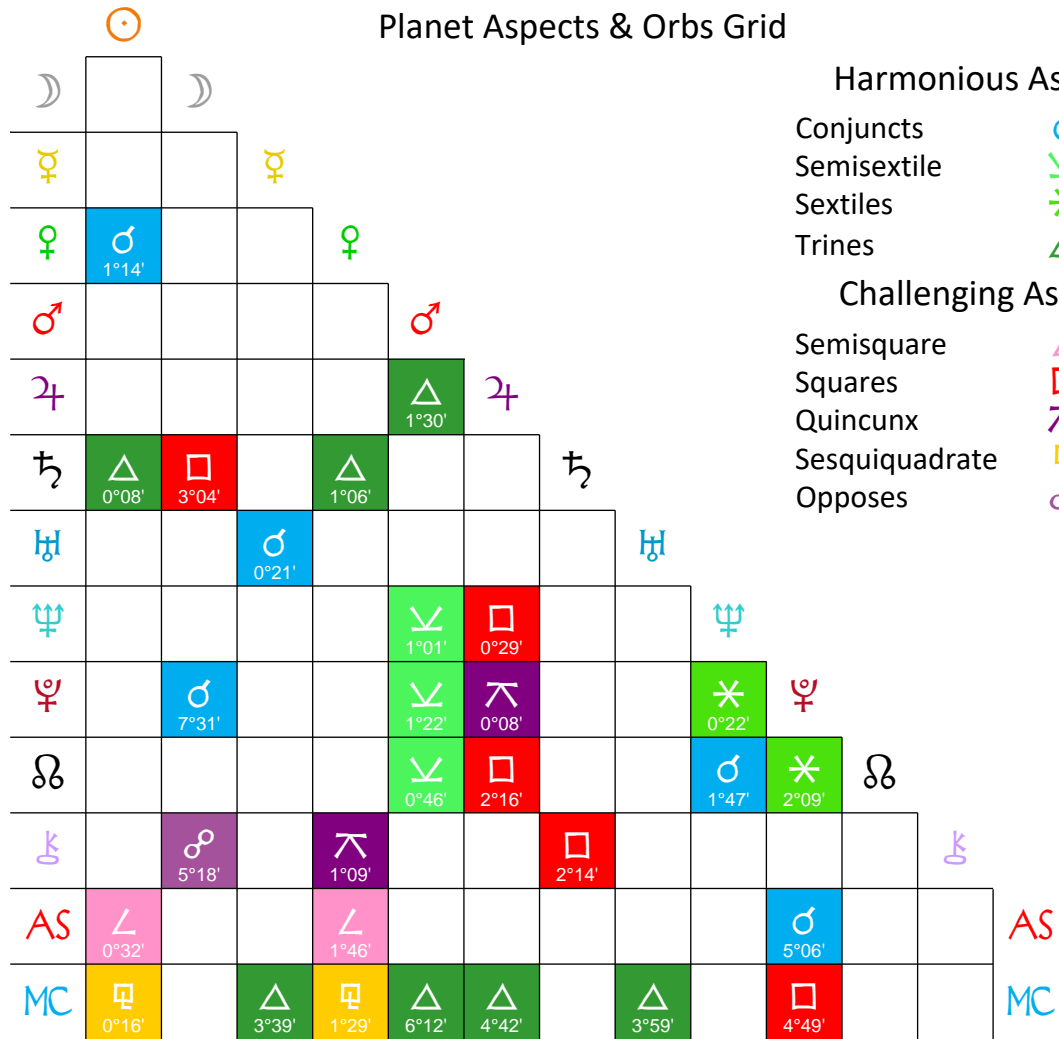 ☉ Planet Aspects & Orbs Grid
☽ ☽
Harmonious As
Conjuncts ☌
☿ ☿
Semisextile ⚺
Sextiles ⚹
♀ ☌ ♀
1°14'
Trines △
♂ ♂
Challenging As
Semisquare
♃ △ ♃
1°30'
Squares □
Quincunx ⚻
♄ △ □ △ ♄
0°08' 3°04' 1°06'
Sesquiquadrate
Opposes
♅ ☌ ♅
0°21'
♆ ⚺ □ ♆
1°01' 0°29'
♇ ☌ ⚺ ⚻ ⚹ ♇
7°31' 1°22' 0°08' 0°22'
☊ ⚺ □ ☌ ⚹ ☊
0°46' 2°16' 1°47' 2°09'
⚷ ☍ ⚻ □ ⚷
5°18' 1°09' 2°14'
AS ∠ ∠ ☌ AS
0°32' 1°46' 5°06'
MC ⚼ △ ⚼ △ △ △ □ MC
0°16' 3°39' 1°29' 6°12' 4°42' 3°59' 4°49'